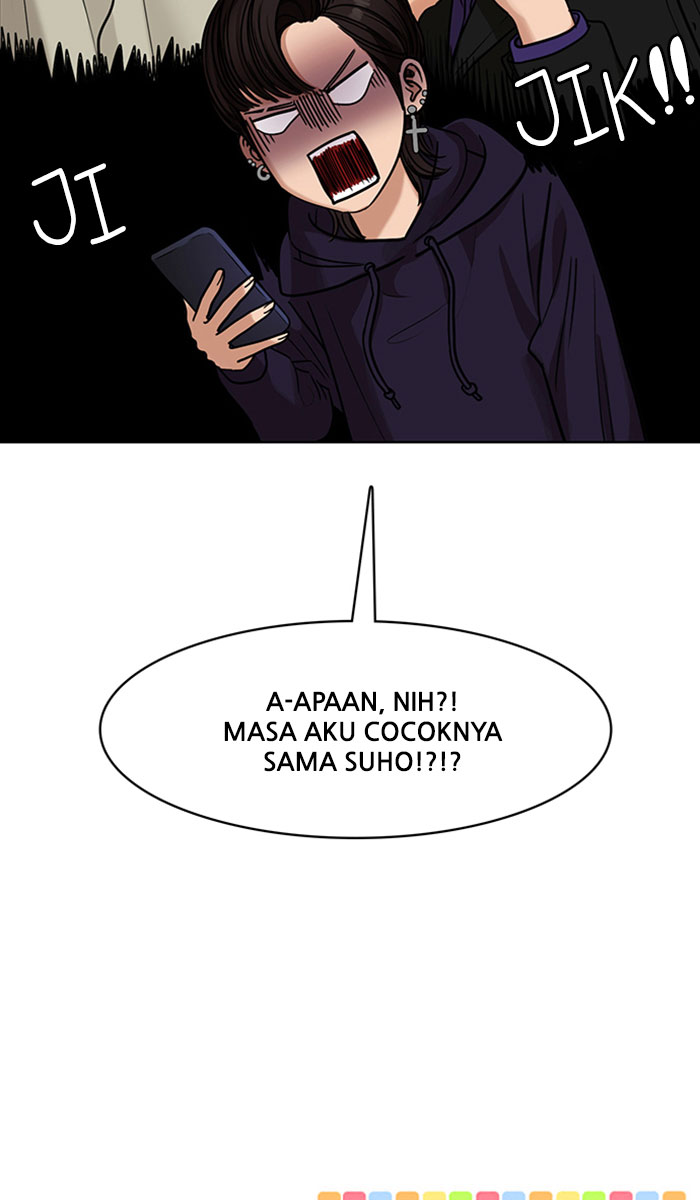 JI
JIK!!
A-APAAN, NIH?!
MASA AKU COCOKNYA
SAMA SUHO!?!?